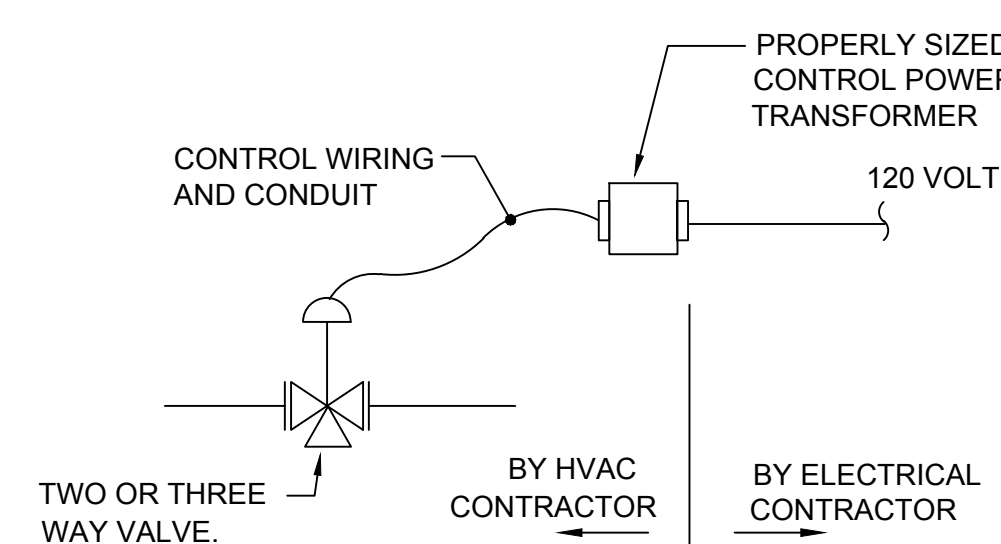 PROPERLY SIZED
CONTROL POWER
TRANSFORMER
CONTROL WIRING
AND CONDUIT
120 VOLT
TWO OR THREE
WAY VALVE.
BY HVAC
CONTRACTOR
BY ELECTRICAL
CONTRACTOR